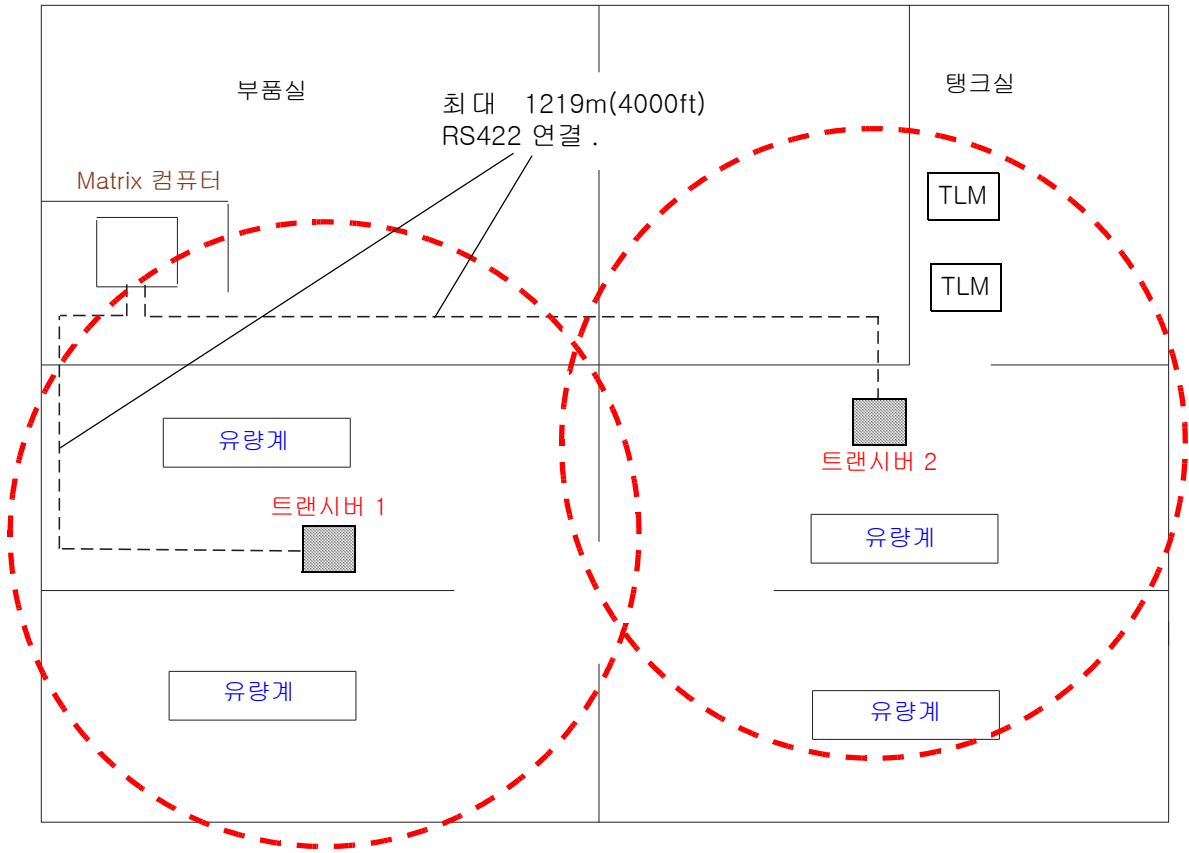 부품실
탱크실
최대 1219m(4000ft)
RS422 연결 .
Matrix 컴퓨터
TLM
TLM
유량계
트랜시버 1
트랜시버 2
유량계
유량계
유량계